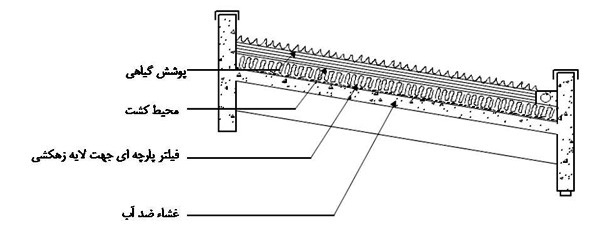 پوشش گیاهی
محیط کشت
فیلتر پارچه ای جهت لایه زهکشی
غشاء ضد آب